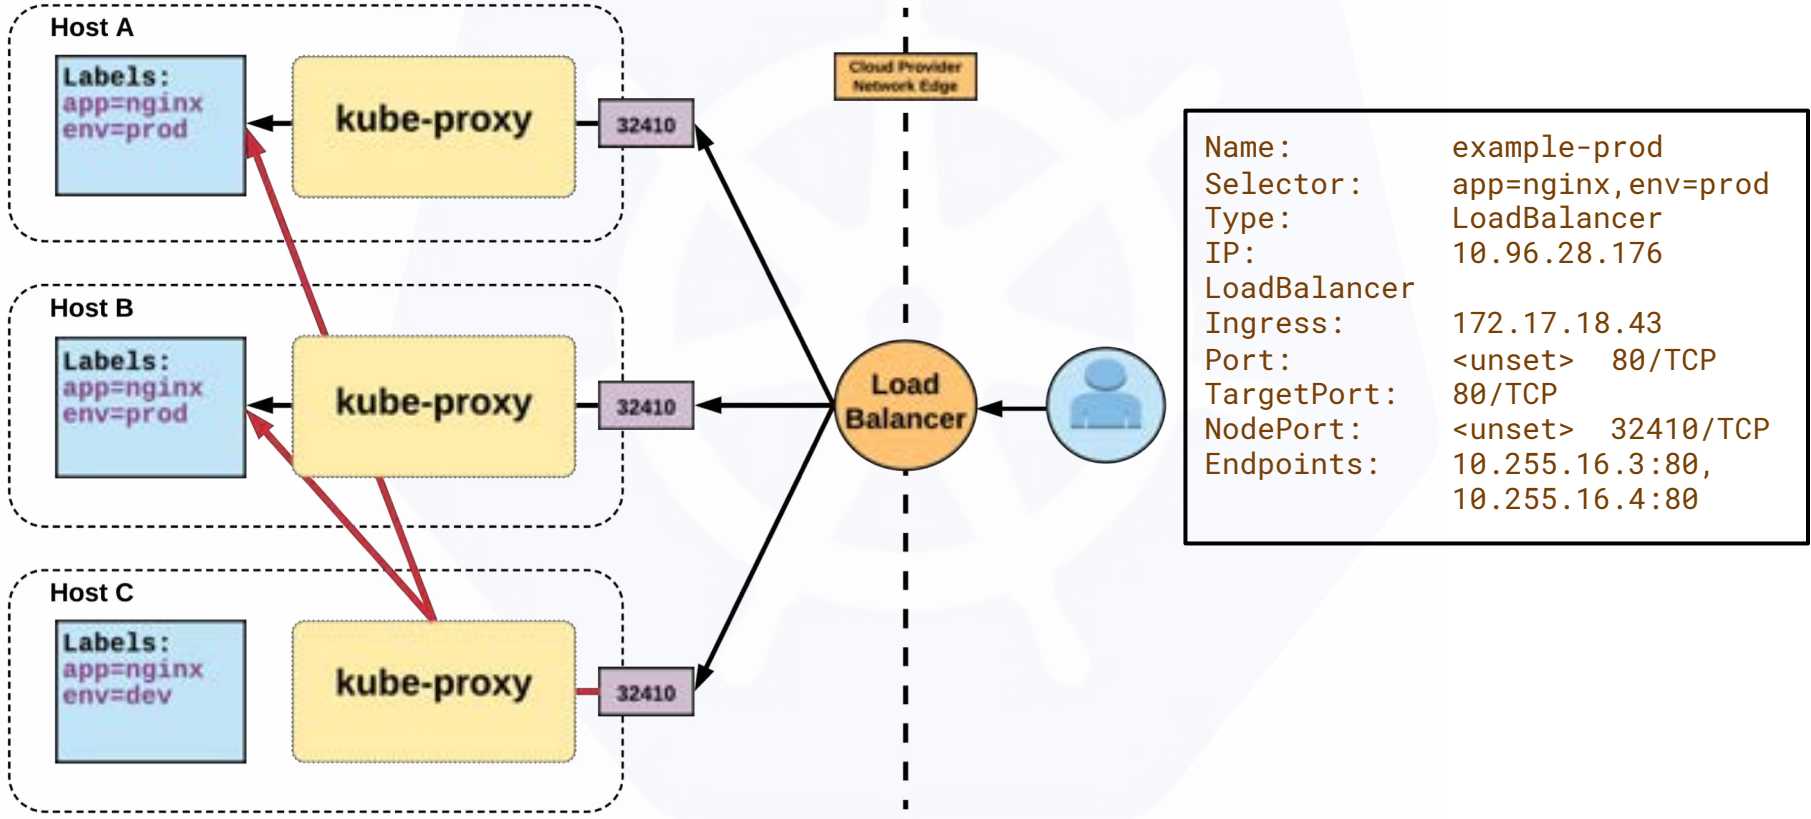 Host A
Labels:
app=nginx
env=prod
kube-proxy
32410
Host B
Labels:
app=nginx
env=prod
kube-proxy
32410
Host C
Labels:
app=nginx
env=dev
kube-proxy
32410
Cloud Provider
Network Edge
Load
Balancer
Name: example-prod
Selector: app=nginx,env=prod
Type: LoadBalancer
IP: 10.96.28.176
LoadBalancer
Ingress: 172.17.18.43
Port: <unset> 80/TCP
TargetPort: 80/TCP
NodePort: <unset> 32410/TCP
Endpoints: 10.255.16.3:80,
10.255.16.4:80